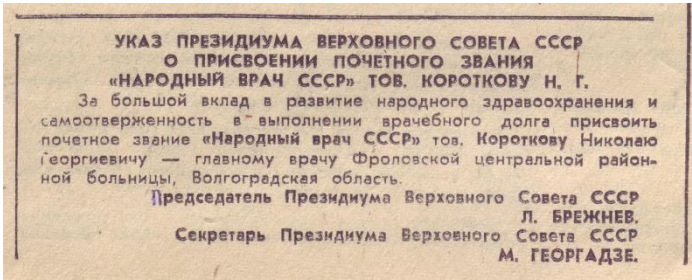 УКАЗ ПРЕЗИДИУМА ВЕРХОВНОГО СОВЕТА СССР
О ПРИСВОЕНИИ ПОЧЕТНОГО ЗВАНИЯ
«НАРОДНЫЙ ВРАЧ СССР» ТОВ. КОРОТКОВУ Н. Г.
За большой вклад в развитие народного здравоохранения и
самоотверженность в выполнении врачебного долга присвоить
почетное звание «Народный врач СССР» тов. Короткову Николаю
Георгиевичу — главному врачу Фроловской центральной район-
ной больницы, Волгоградская область.
Председатель Президиума Верховного Совета СССР
Л. БРЕЖНЕВ.
Секретарь Президиума Верховного Совета СССР
М. ГЕОРГАДЗЕ.